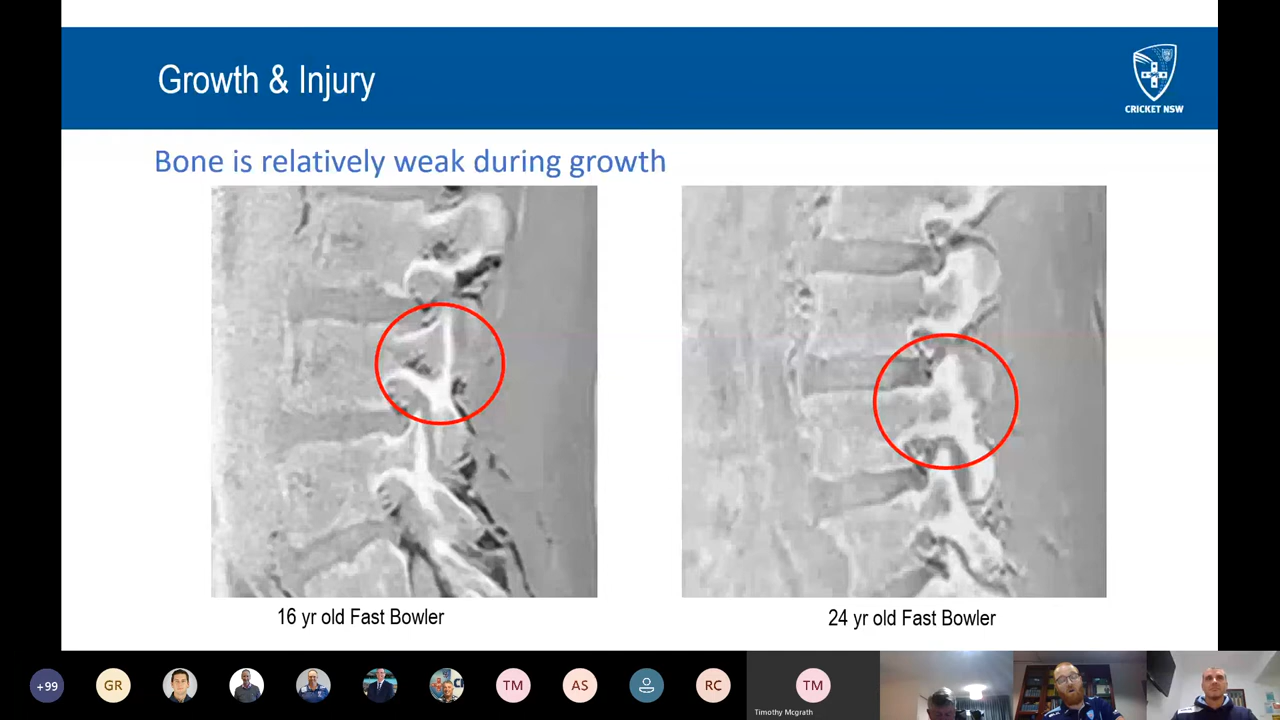 Growth & Injury
CRICKET NSW
Bone is relatively weak during growth
16 yr old Fast Bowler
24 yr old Fast Bowler
+99
GR
TM
AS
RC
TM
Timothy Mcgrath